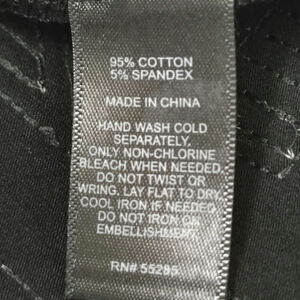 95% COTTON
5% SPANDEX
MADE IN CHINA
HAND WASH COLD
SEPARATELY.
ONLY NON-CHLORINE
BLEACH WHEN NEEDED.
DO NOT TWIST OR
WRING. LAY FLAT TO DRY.
COOL IRON IF NEEDED
DO NOT IRON ON
EMBELLISHMENT
RN# 55285